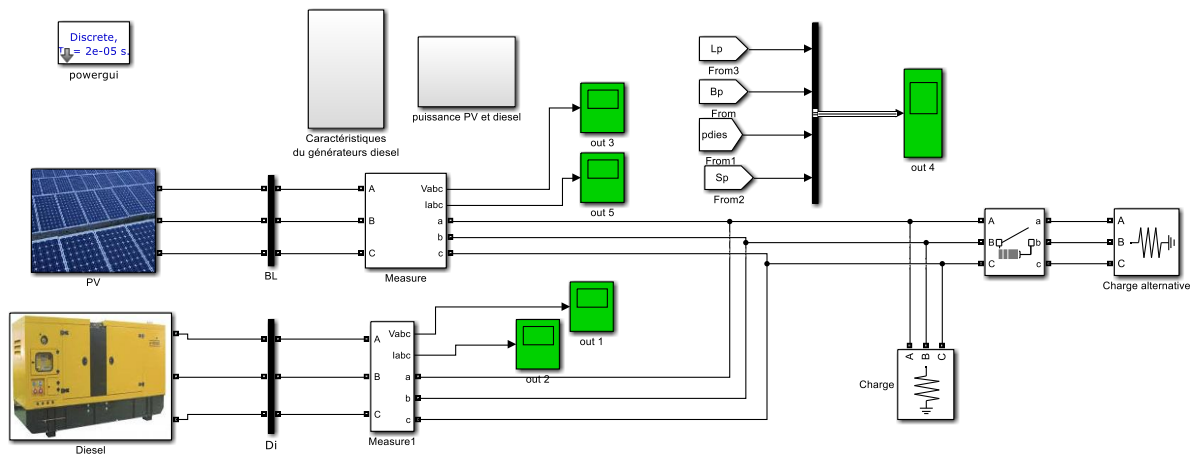 Discrete,
= 2e-05 s.
powergui
Caractéristiques
du générateurs diesel
puissance PV et diesel
out 3
out 5
Lp
From3
Bp
From
pdies
From1
Sp
From2
out 4
PV
BL
A
B
C
Vabc
Iabc
a
b
c
Measure
A
B
C
a
b
c
A
B
C
Charge alternative
Diesel
Di
A
B
C
Vabc
Iabc
a
b
c
Measure1
out 1
out 2
A B C
Charge